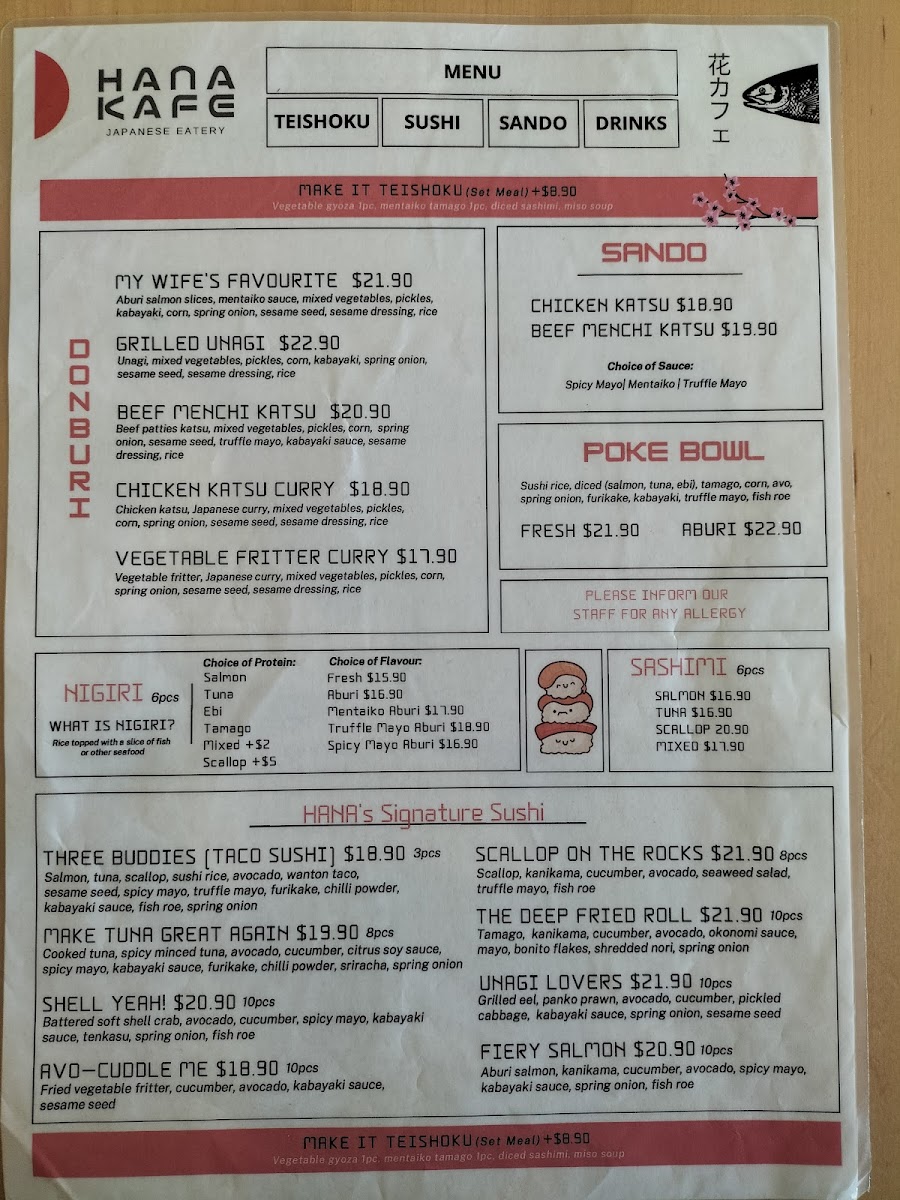 HANA
KAFE
JAPANESE EATERY
MENU
TEISHOKU
SUSHI
SANDO
DRINKS
花カフェ
MAKE IT TEISHOKU (Set Meal) +$8.90
Vegetable gyoza 1pc, mentaiko tamago 1pc, diced sashimi, miso soup
DONBURI
MY WIFE'S FAVOURITE $21.90
Aburi salmon slices, mentaiko sauce, mixed vegetables, pickles,
kabayaki, corn, spring onion, sesame seed, sesame dressing, rice
GRILLED UNAGI $22.90
Unagi, mixed vegetables, pickles, corn, kabayaki, spring onion,
sesame seed, sesame dressing, rice
BEEF MENCHI KATSU $20.90
Beef patties katsu, mixed vegetables, pickles, corn, spring
onion, sesame seed, truffle mayo, kabayaki sauce, sesame
dressing, rice
CHICKEN KATSU CURRY $18.90
Chicken katsu, Japanese curry, mixed vegetables, pickles,
corn, spring onion, sesame seed, sesame dressing, rice
VEGETABLE FRITTER CURRY $17.90
Vegetable fritter, Japanese curry, mixed vegetables, pickles, corn,
spring onion, sesame seed, sesame dressing, rice
SANDO
CHICKEN KATSU $18.90
BEEF MENCHI KATSU $19.90
Choice of Sauce:
Spicy Mayo| Mentaiko | Truffle Mayo
POKE BOWL
Sushi rice, diced (salmon, tuna, ebi), tamago, corn, avo,
spring onion, furikake, kabayaki, truffle mayo, fish roe
FRESH $21.90 ABURI $22.90
PLEASE INFORM OUR
STAFF FOR ANY ALLERGY
NIGIRI 6pcs
WHAT IS NIGIRI?
Rice topped with a slice of fish
or other seafood
Choice of Protein:
Salmon
Tuna
Ebi
Tamago
Mixed +$2
Scallop +$5
Choice of Flavour:
Fresh $15.90
Aburi $16.90
Mentaiko Aburi $17.90
Truffle Mayo Aburi $18.90
Spicy Mayo Aburi $16.90
SASHIMI 6pcs
SALMON $16.90
TUNA $16.90
SCALLOP 20.90
MIXED $17.90
HANA's Signature Sushi
THREE BUDDIES [TACO SUSHI] $18.90 3pcs
Salmon, tuna, scallop, sushi rice, avocado, wanton taco,
sesame seed, spicy mayo, truffle mayo, furikake, chilli powder,
kabayaki sauce, fish roe, spring onion
MAKE TUNA GREAT AGAIN $19.90 8pcs
Cooked tuna, spicy minced tuna, avocado, cucumber, citrus soy sauce,
spicy mayo, kabayaki sauce, furikake, chilli powder, sriracha, spring onion
SHELL YEAH! $20.90 10pcs
Battered soft shell crab, avocado, cucumber, spicy mayo, kabayaki
sauce, tenkasu, spring onion, fish roe
AVO-CUDDLE ME $18.90 10pcs
Fried vegetable fritter, cucumber, avocado, kabayaki sauce,
sesame seed
SCALLOP ON THE ROCKS $21.90 8pcs
Scallop, kanikama, cucumber, avocado, seaweed salad,
truffle mayo, fish roe
THE DEEP FRIED ROLL $21.90 10pcs
Tamago, kanikama, cucumber, avocado, okonomi sauce,
mayo, bonito flakes, shredded nori, spring onion
UNAGI LOVERS $21.90 10pcs
Grilled eel, panko prawn, avocado, cucumber, pickled
cabbage, kabayaki sauce, spring onion, sesame seed
FIERY SALMON $20.90 10pcs
Aburi salmon, kanikama, cucumber, avocado, spicy mayo,
kabayaki sauce, spring onion, fish roe
MAKE IT TEISHOKU (Set Meal) +$8.90
Vegetable gyoza 1pc, mentaiko tamago 1pc, diced sashimi, miso soup